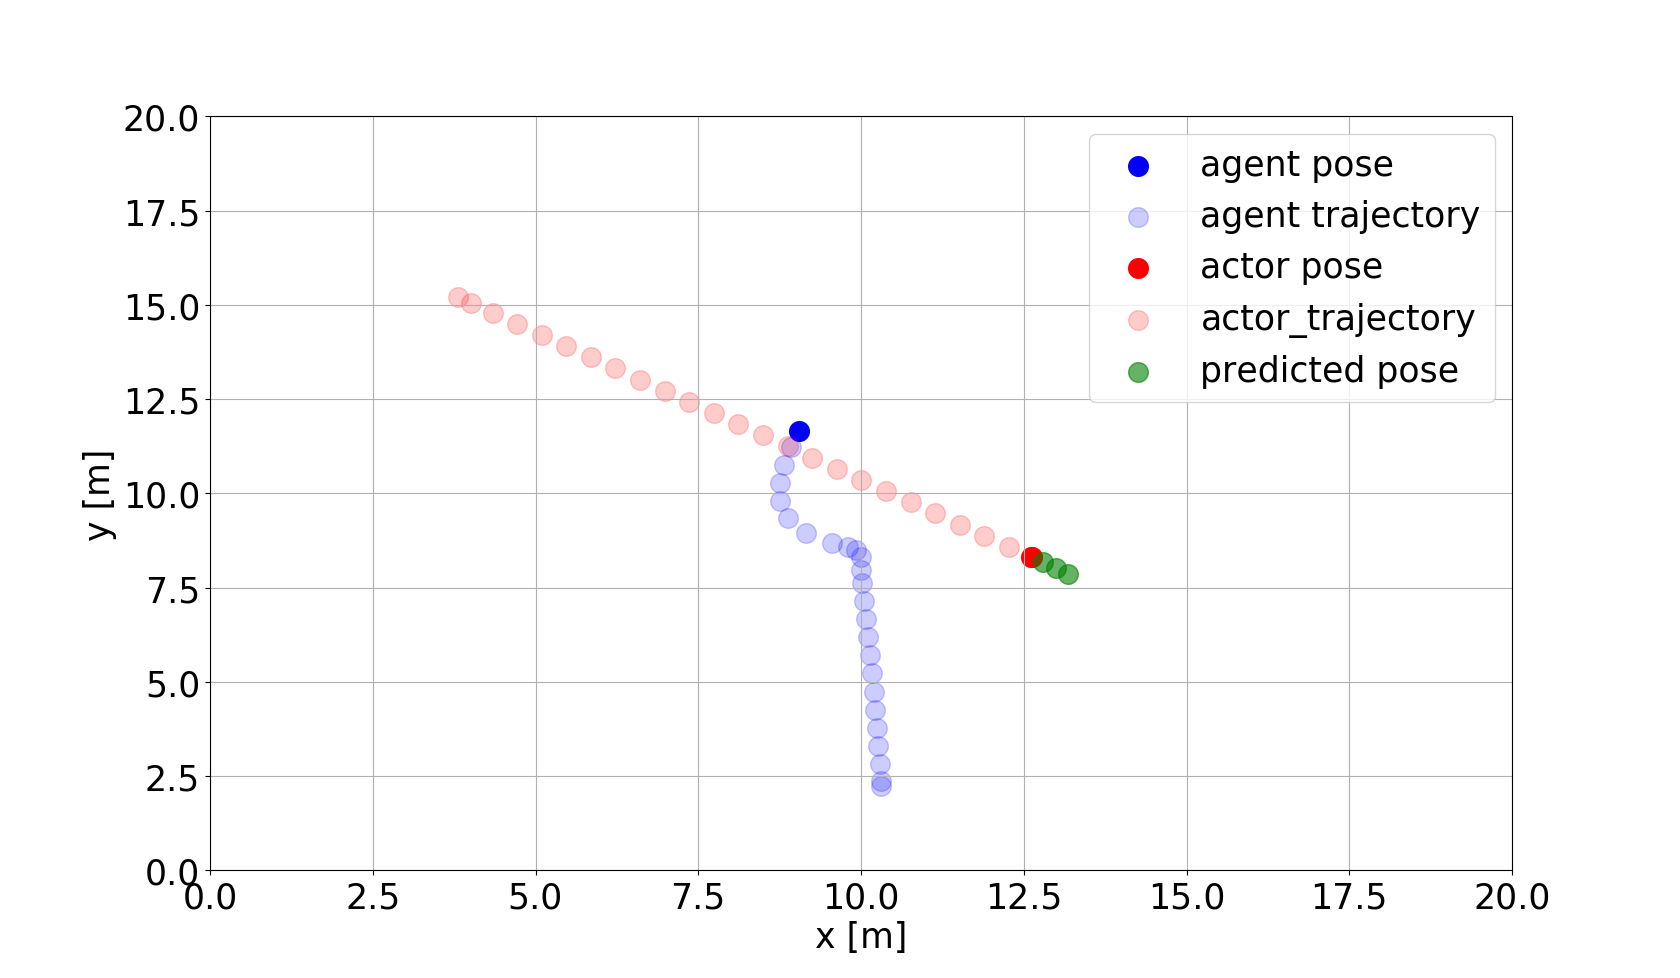 20.0
17.5
15.0
12.5
10.0
7.5
5.0
2.5
0.0
y [m]
0.0
2.5
5.0
7.5
10.0
12.5
15.0
17.5
20.0
x [m]
agent pose
agent trajectory
actor pose
actor_trajectory
predicted pose